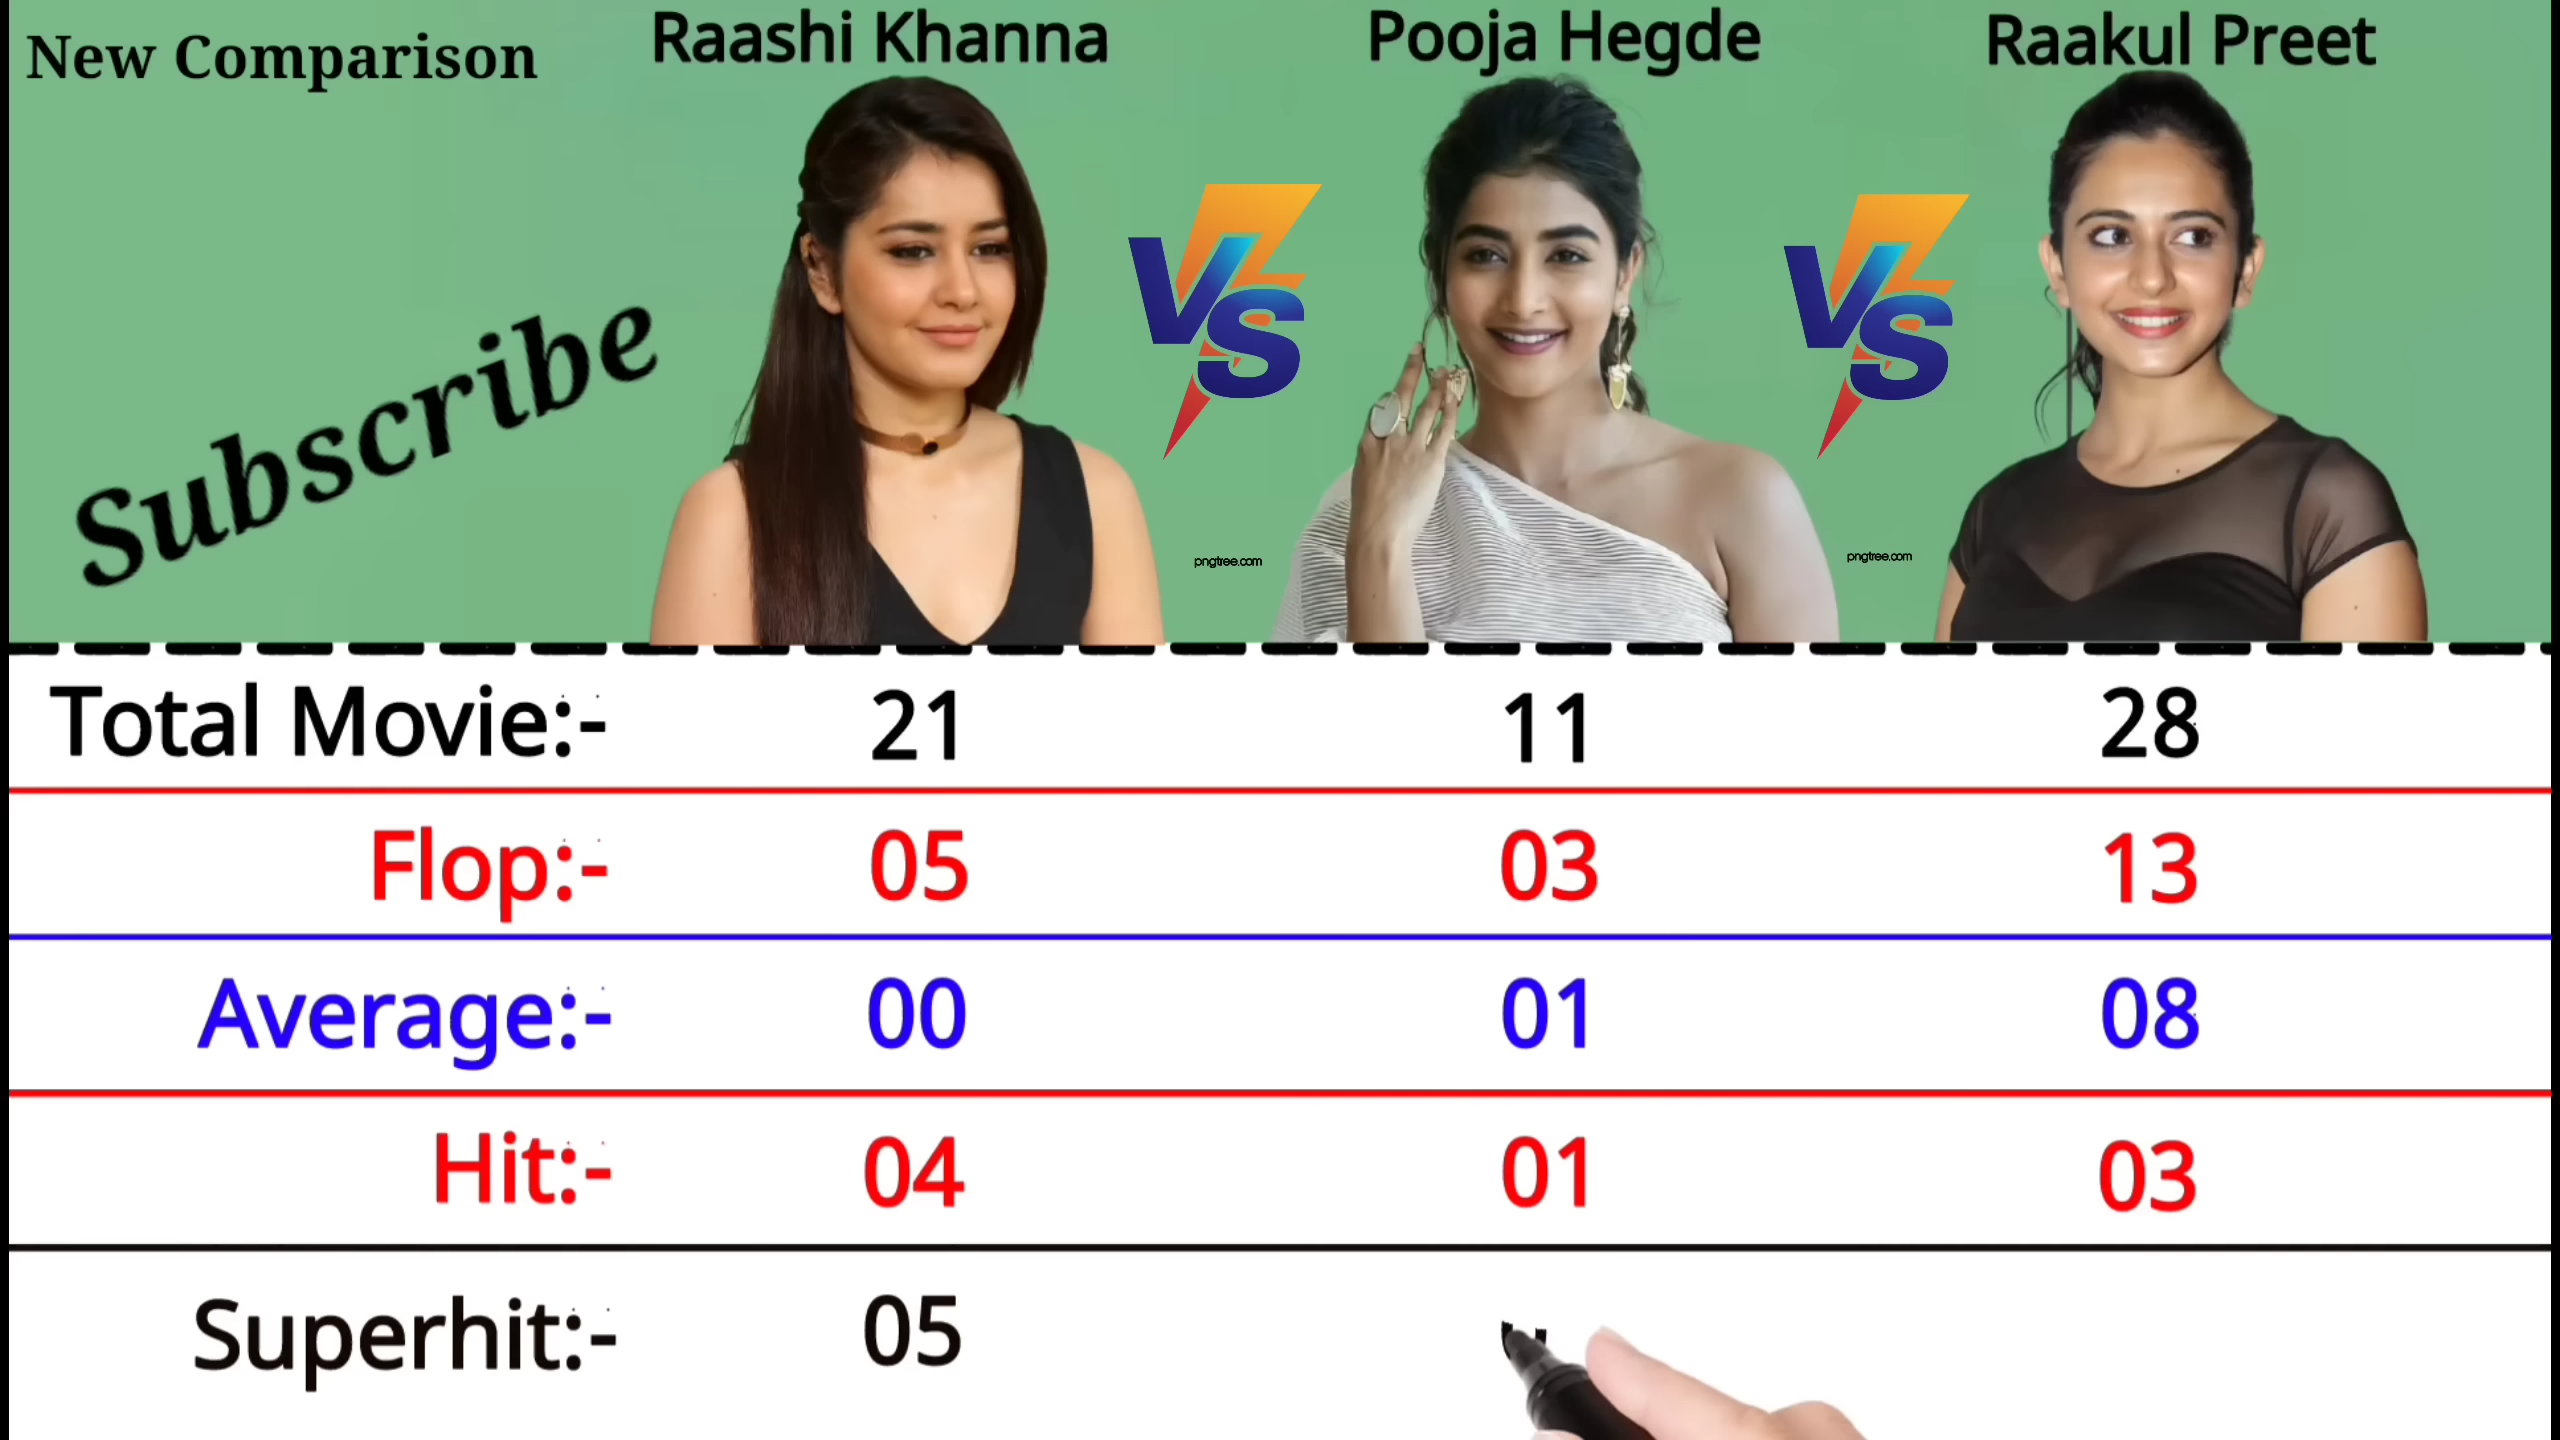 New Comparison
Raashi Khanna
Pooja Hegde
Raakul Preet
Subscribe
VS
VS
pngtree.com
pngtree.com
Total Movie:- 21 11 28
Flop:- 05 03 13
Average:- 00 01 08
Hit:- 04 01 03
Superhit:- 05